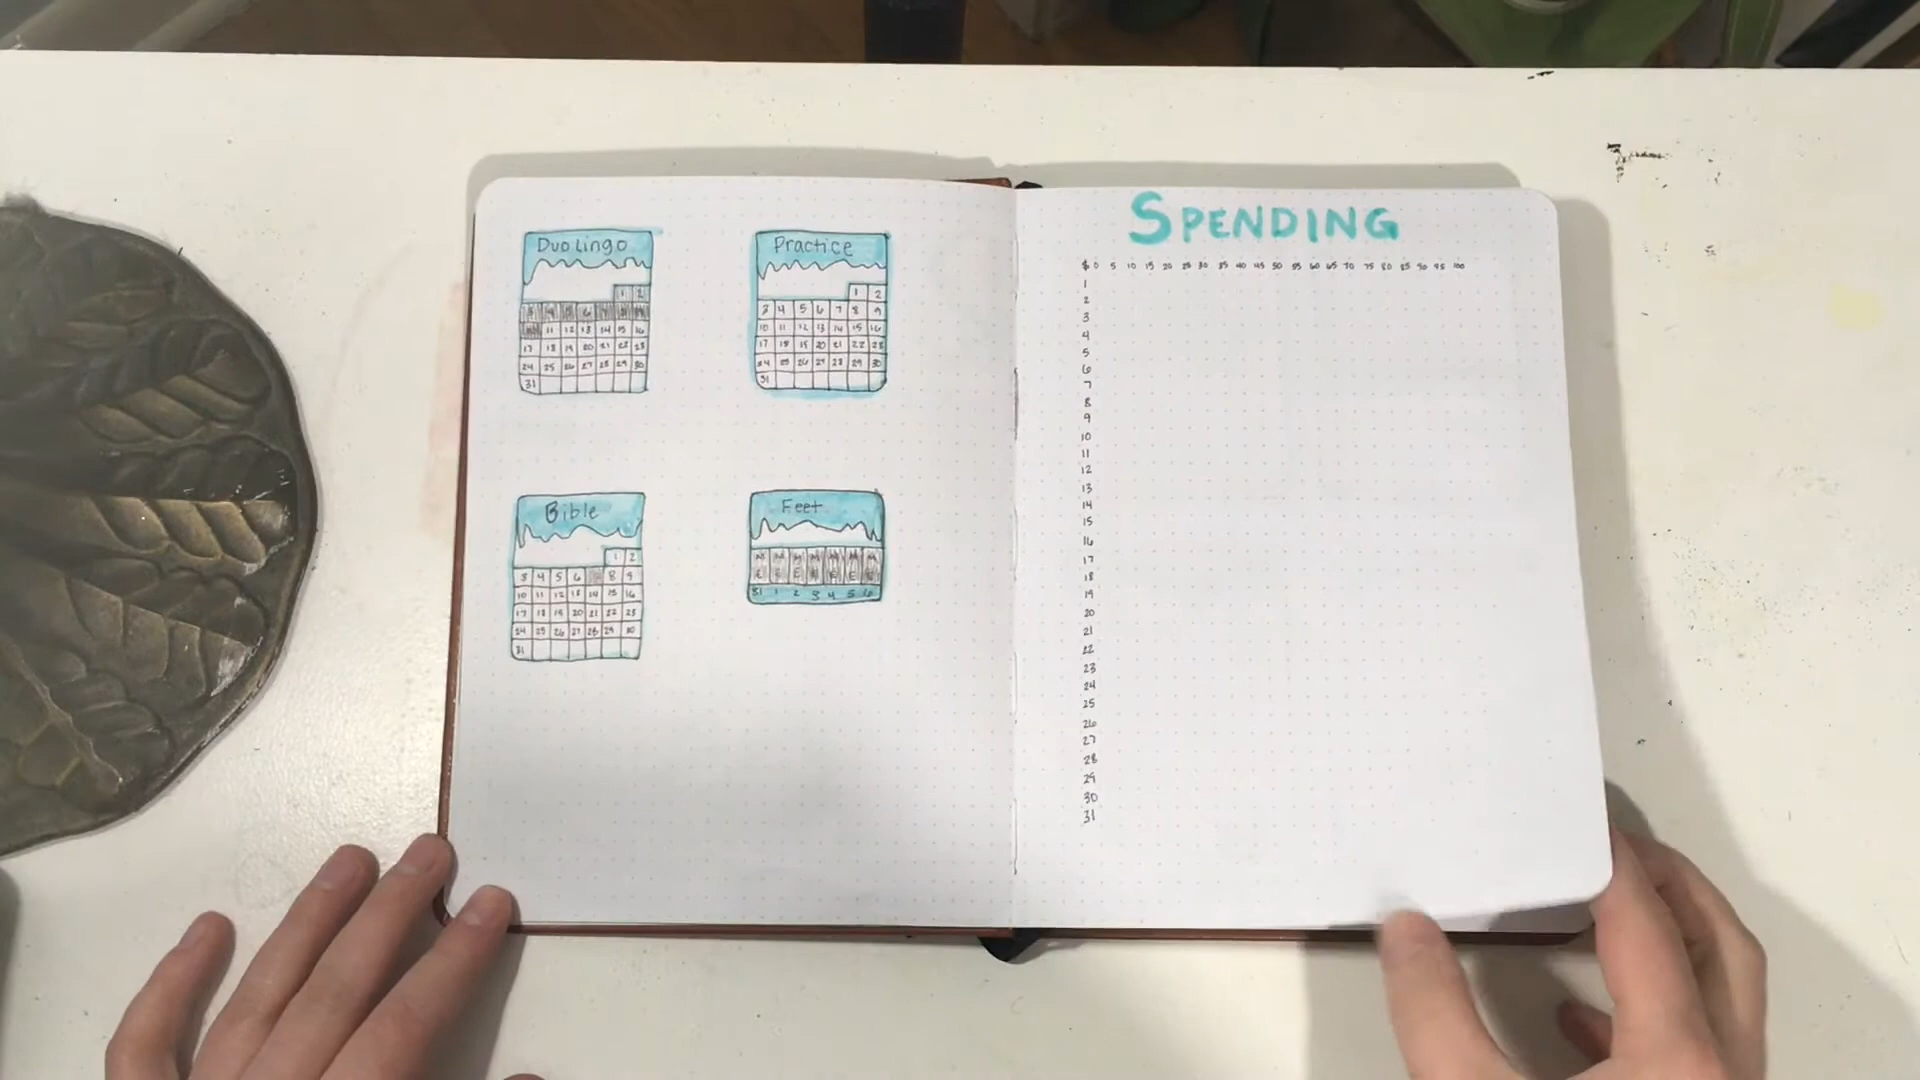 Duolingo
1 2
3 4 5 6 7 8 9
10 11 12 13 14 15 16
17 18 19 20 21 22 23
24 25 26 27 28 29 30
31
Practice
1 2
3 4 5 6 7 8 9
10 11 12 13 14 15 16
17 18 19 20 21 22 23
24 25 26 27 28 29 30
31
Bible
1 2
3 4 5 6 8 9
10 11 12 13 14 15 16
17 18 19 20 21 22 23
24 25 26 27 28 29 30
31
Feet
31 1 2 3 4 5 6
SPENDING
$ 0 5 10 15 20 25 30 35 40 45 50 55 60 65 70 75 80 85 90 95 100
1
2
3
4
5
6
7
8
9
10
11
12
13
14
15
16
17
18
19
20
21
22
23
24
25
26
27
28
29
30
31